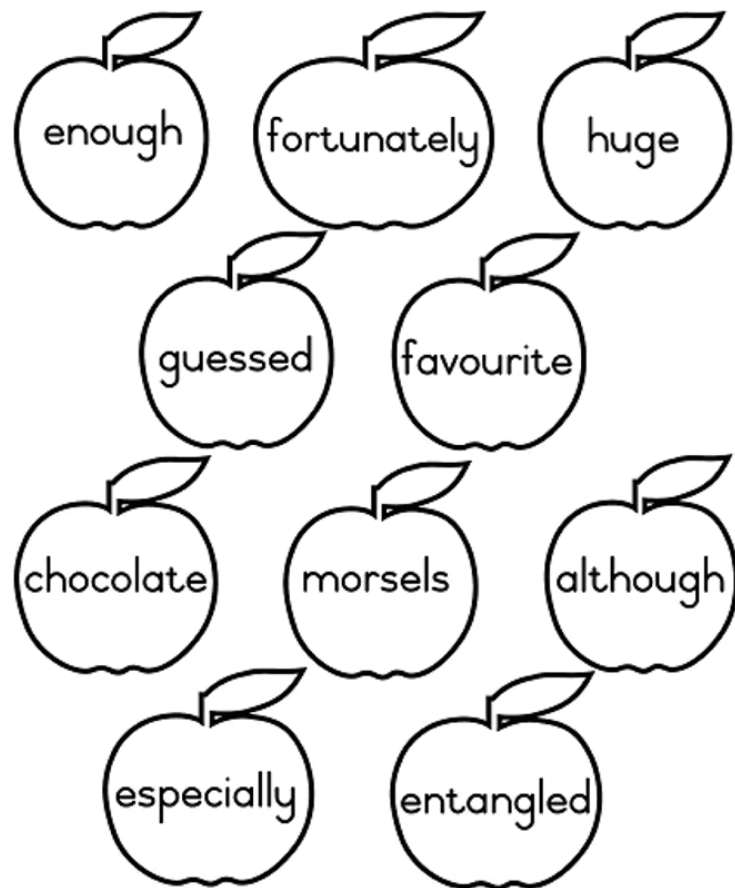 enough
fortunately
huge
guessed
favourite
chocolate
morsels
although
especially
entangled